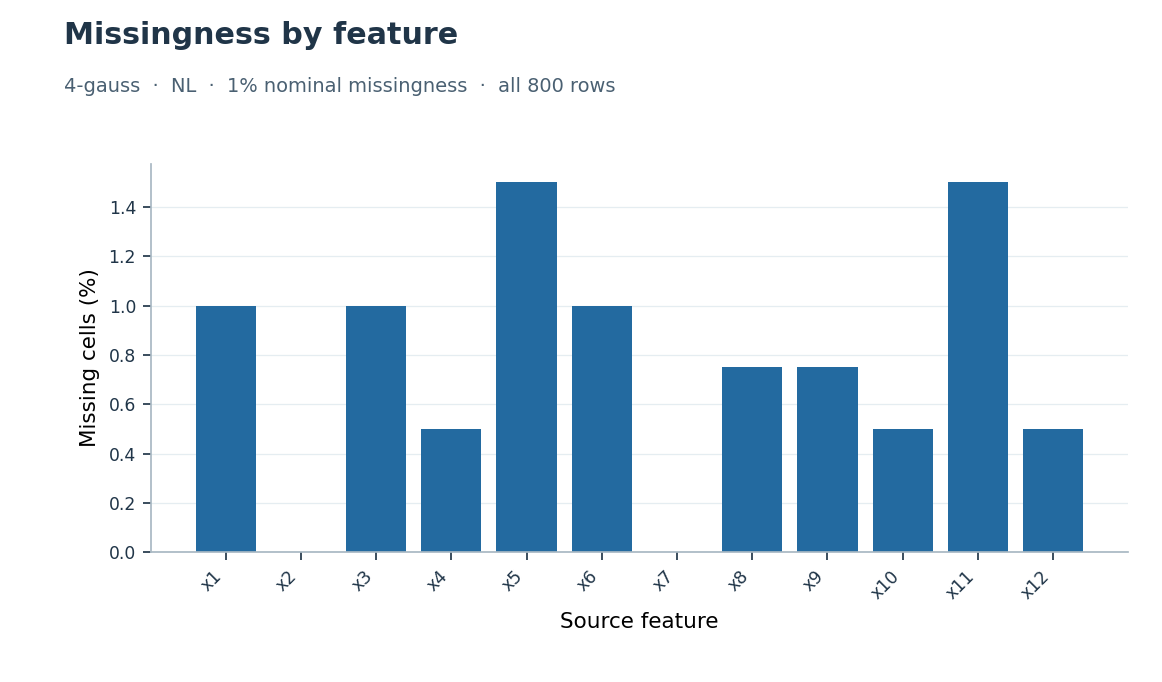 Missingness by feature
4-gauss · NL · 1% nominal missingness · all 800 rows
Missing cells (%)
1.4
1.2
1.0
0.8
0.6
0.4
0.2
0.0
x1 x2 x3 x4 x5 x6 x7 x8 x9 x10 x11 x12
Source feature